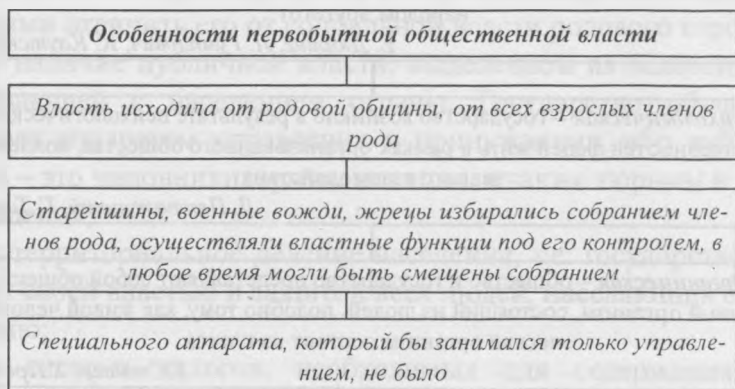 Особенности первобытной общественной власти
Власть исходила от родовой общины, от всех взрослых членов
рода
Старейшины, военные вожди, жрецы избирались собранием чле-
нов рода, осуществляли властные функции под его контролем, в
любое время могли быть смещены собранием
Специального аппарата, который бы занимался только управле-
нием, не было